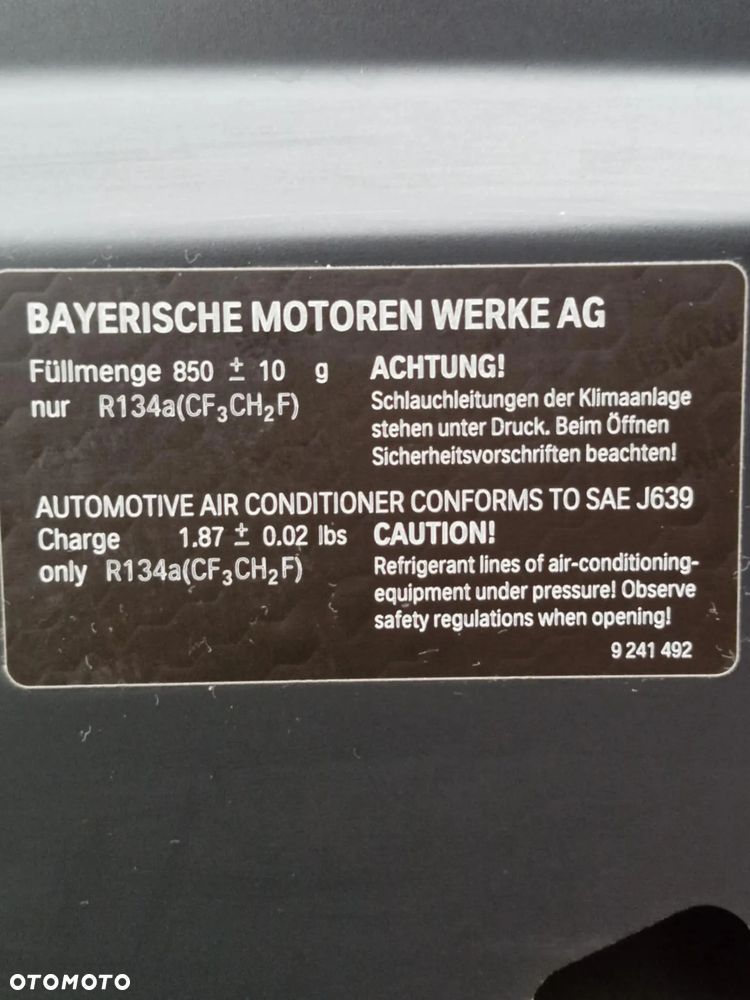 BAYERISCHE MOTOREN WERKE AG
Füllmenge 850 ± 10 g
nur R134a(CF₃CH₂F)
ACHTUNG!
Schlauchleitungen der Klimaanlage
stehen unter Druck. Beim Öffnen
Sicherheitsvorschriften beachten!
AUTOMOTIVE AIR CONDITIONER CONFORMS TO SAE J639
Charge 1.87 ± 0.02 lbs
only R134a(CF₃CH₂F)
CAUTION!
Refrigerant lines of air-conditioning-
equipment under pressure! Observe
safety regulations when opening!
9 241 492
OTOMOTO